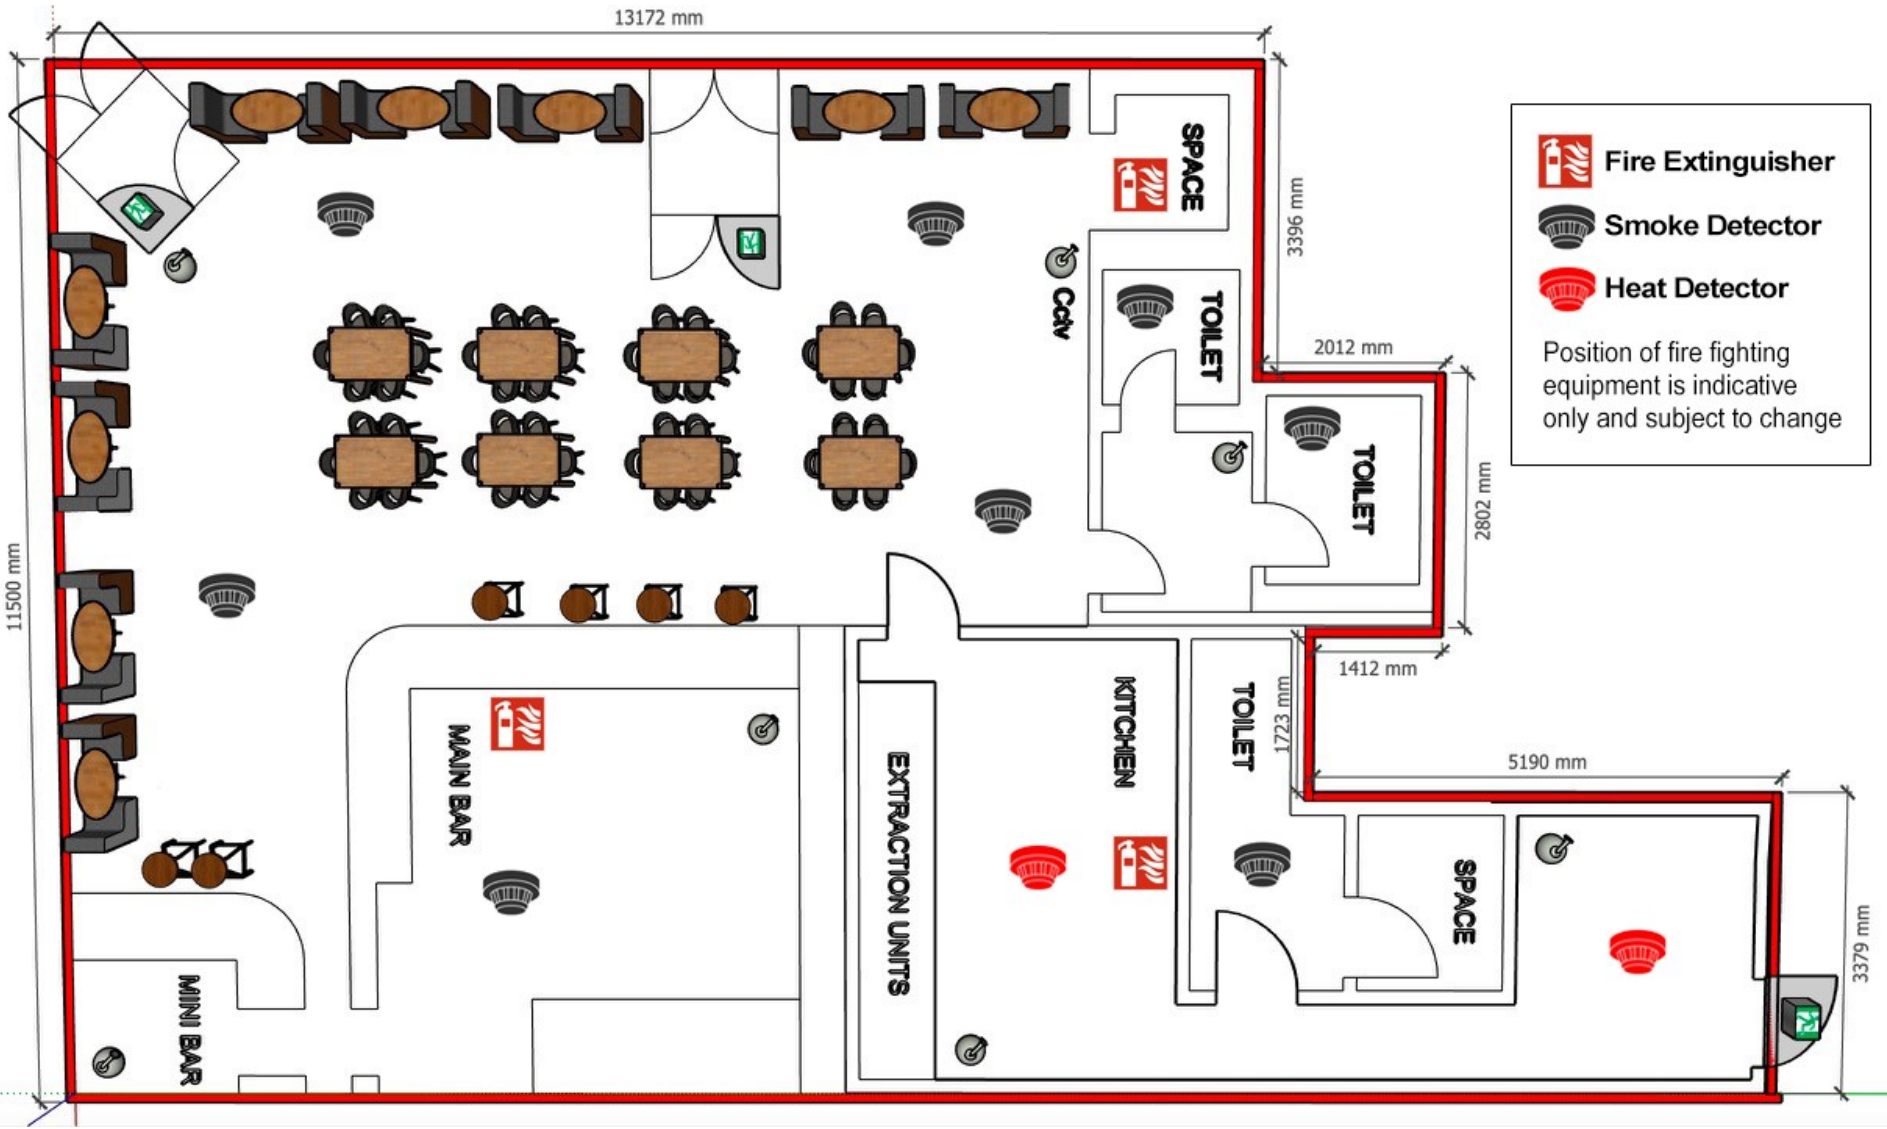 13172 mm
11500 mm
3396 mm
2012 mm
2802 mm
1412 mm
1723 mm
5190 mm
3379 mm
SPACE
Cctv
TOILET
TOILET
MAIN BAR
EXTRACTION UNITS
KITCHEN
TOILET
SPACE
MINI BAR
Fire Extinguisher
Smoke Detector
Heat Detector
Position of fire fighting
equipment is indicative
only and subject to change